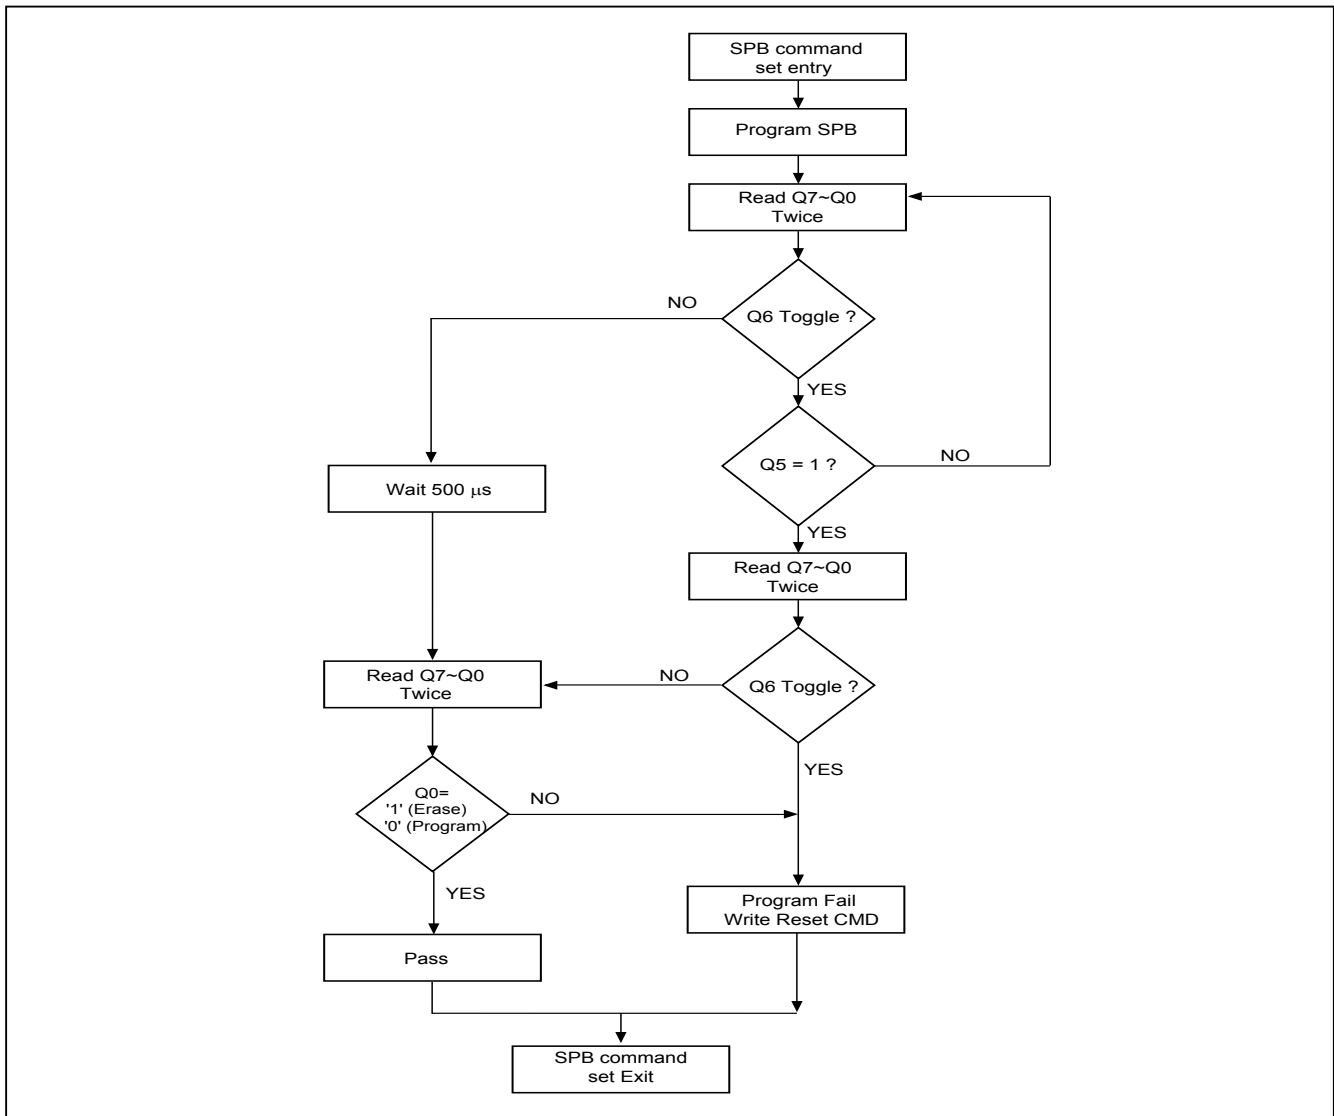 SPB command
set entry
Program SPB
Read Q7~Q0
Twice
NO
Q6 Toggle ?
YES
Q5 = 1 ?
NO
Wait 500 μs
YES
Read Q7~Q0
Twice
Read Q7~Q0
Twice
NO
Q6 Toggle ?
YES
Q0=
'1' (Erase)
'0' (Program)
NO
YES
Program Fail
Write Reset CMD
Pass
SPB command
set Exit